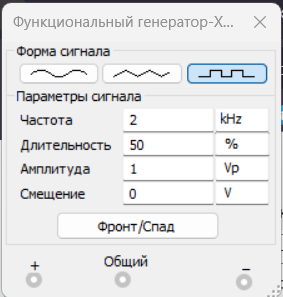 Функциональный генератор-X...
Форма сигнала
Параметры сигнала
Частота 2 kHz
Длительность 50 %
Амплитуда 1 Vp
Смещение 0 V
Фронт/Спад
+ Общий −